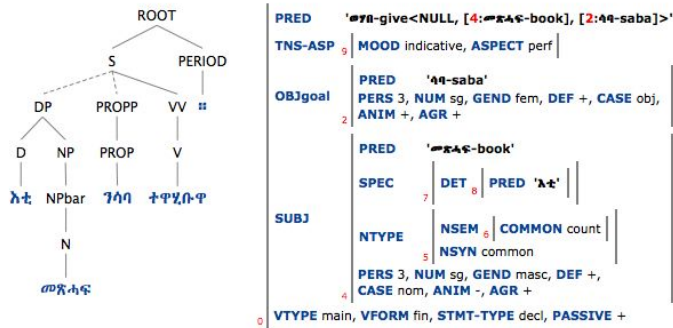 ROOT
S PERIOD
DP PROPP VV ።
D NP PROP V
እቲ NPbar ንሳባ ተዋሂቡዋ
N
መጽሓፍ
PRED 'ወሃበ-give<NULL, [4:መጽሓፍ-book], [2:ሳባ-saba]>'
TNS-ASP 9 MOOD indicative, ASPECT perf
PRED 'ሳባ-saba'
OBJgoal PERS 3, NUM sg, GEND fem, DEF +, CASE obj,
2 ANIM +, AGR +
PRED 'መጽሓፍ-book'
SPEC 7 DET 8 PRED 'እቲ'
SUBJ
NTYPE NSEM 6 COMMON count
5 NSYN common
PERS 3, NUM sg, GEND masc, DEF +,
4 CASE nom, ANIM -, AGR +
0 VTYPE main, VFORM fin, STMT-TYPE decl, PASSIVE +